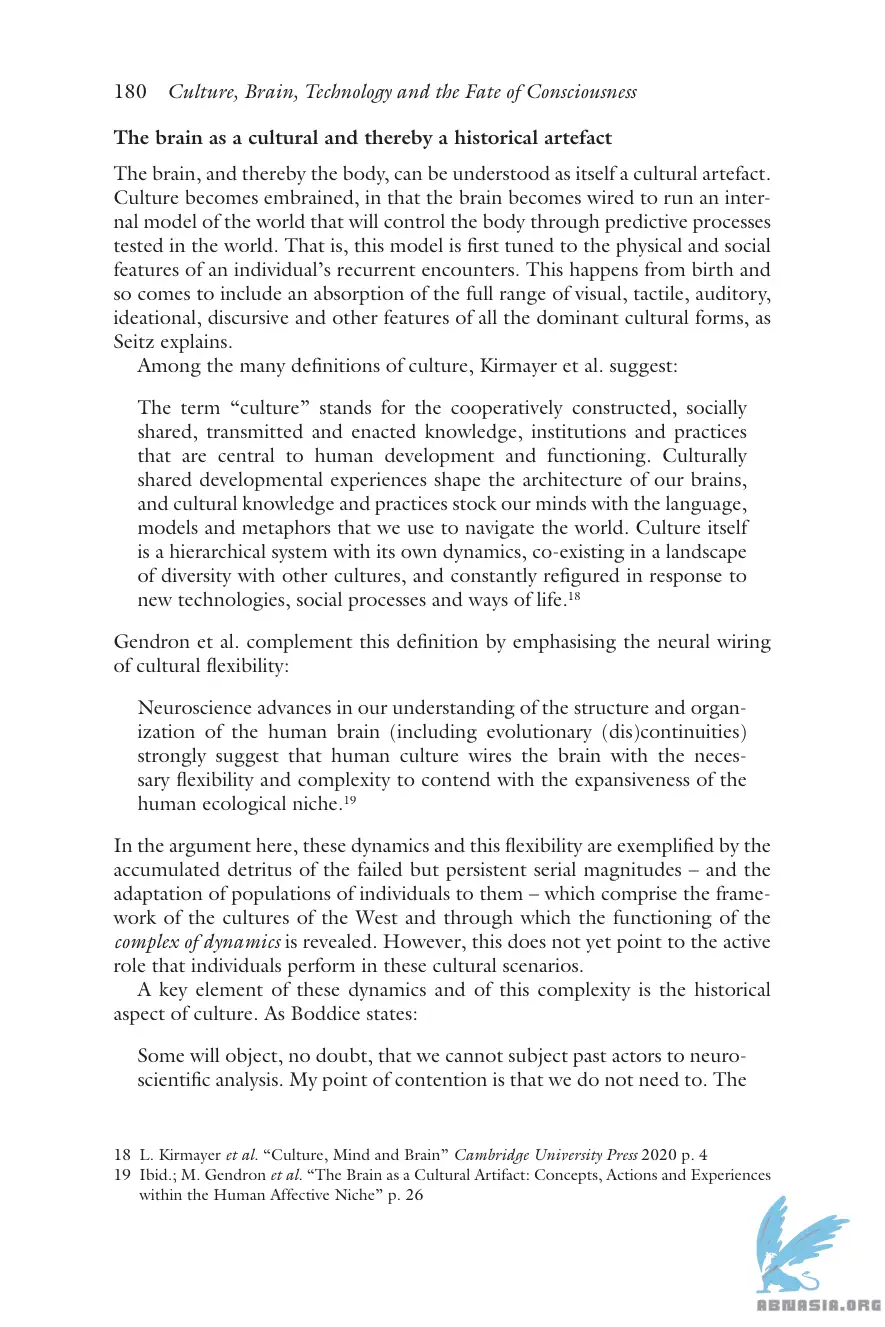 180 Culture, Brain, Technology and the Fate of Consciousness
The brain as a cultural and thereby a historical artefact
The brain, and thereby the body, can be understood as itself a cultural artefact.
Culture becomes embrained, in that the brain becomes wired to run an inter-
nal model of the world that will control the body through predictive processes
tested in the world. That is, this model is first tuned to the physical and social
features of an individual’s recurrent encounters. This happens from birth and
so comes to include an absorption of the full range of visual, tactile, auditory,
ideational, discursive and other features of all the dominant cultural forms, as
Seitz explains.
Among the many definitions of culture, Kirmayer et al. suggest:
The term “culture” stands for the cooperatively constructed, socially
shared, transmitted and enacted knowledge, institutions and practices
that are central to human development and functioning. Culturally
shared developmental experiences shape the architecture of our brains,
and cultural knowledge and practices stock our minds with the language,
models and metaphors that we use to navigate the world. Culture itself
is a hierarchical system with its own dynamics, co-existing in a landscape
of diversity with other cultures, and constantly refigured in response to
new technologies, social processes and ways of life.18
Gendron et al. complement this definition by emphasising the neural wiring
of cultural flexibility:
Neuroscience advances in our understanding of the structure and organ-
ization of the human brain (including evolutionary (dis)continuities)
strongly suggest that human culture wires the brain with the neces-
sary flexibility and complexity to contend with the expansiveness of the
human ecological niche.19
In the argument here, these dynamics and this flexibility are exemplified by the
accumulated detritus of the failed but persistent serial magnitudes – and the
adaptation of populations of individuals to them – which comprise the frame-
work of the cultures of the West and through which the functioning of the
complex of dynamics is revealed. However, this does not yet point to the active
role that individuals perform in these cultural scenarios.
A key element of these dynamics and of this complexity is the historical
aspect of culture. As Boddice states:
Some will object, no doubt, that we cannot subject past actors to neuro-
scientific analysis. My point of contention is that we do not need to. The
18 L. Kirmayer et al. “Culture, Mind and Brain” Cambridge University Press 2020 p. 4
19 Ibid.; M. Gendron et al. “The Brain as a Cultural Artifact: Concepts, Actions and Experiences
within the Human Affective Niche” p. 26
ABNASIA.ORG